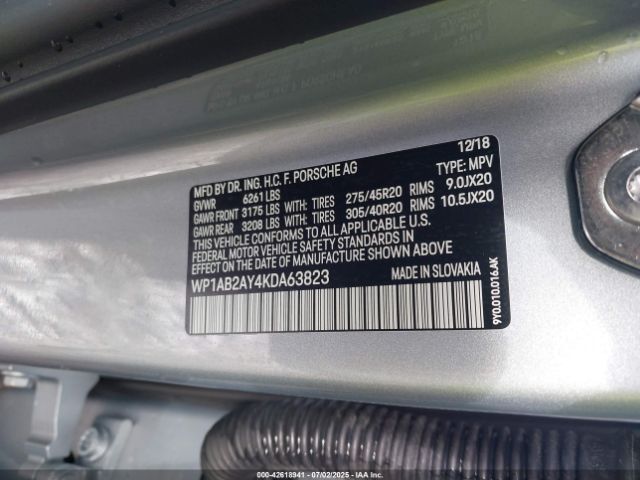 12/18
MFD BY DR. ING. H.C. F. PORSCHE AG
TYPE: MPV
GVWR 6261 LBS
GAWR FRONT 3175 LBS WITH: TIRES 275/45R20 RIMS 9.0JX20
GAWR REAR 3208 LBS WITH: TIRES 305/40R20 RIMS 10.5JX20
THIS VEHICLE CONFORMS TO ALL APPLICABLE U.S.
FEDERAL MOTOR VEHICLE SAFETY STANDARDS IN
EFFECT ON THE DATE OF MANUFACTURE SHOWN ABOVE
WP1AB2AY4KDA63823 MADE IN SLOVAKIA
9Y0.010.016.AK
000-42618941 - 07/02/2025 - IAAI.COM